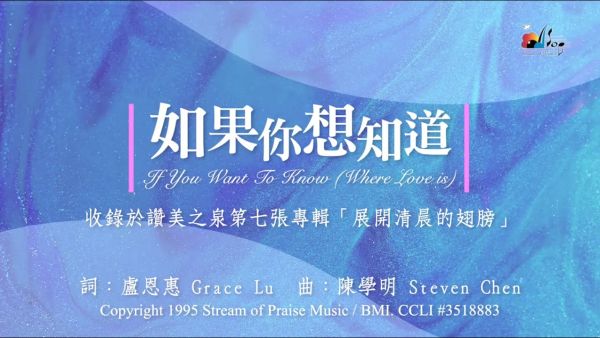 如果你想知道
If You Want To Know (Where Love is)
收錄於讚美之泉第七張專輯「展開清晨的翅膀」
詞：盧恩惠 Grace Lu 曲：陳學明 Steven Chen
Copyright 1995 Stream of Praise Music / BMI. CCLI #3518883